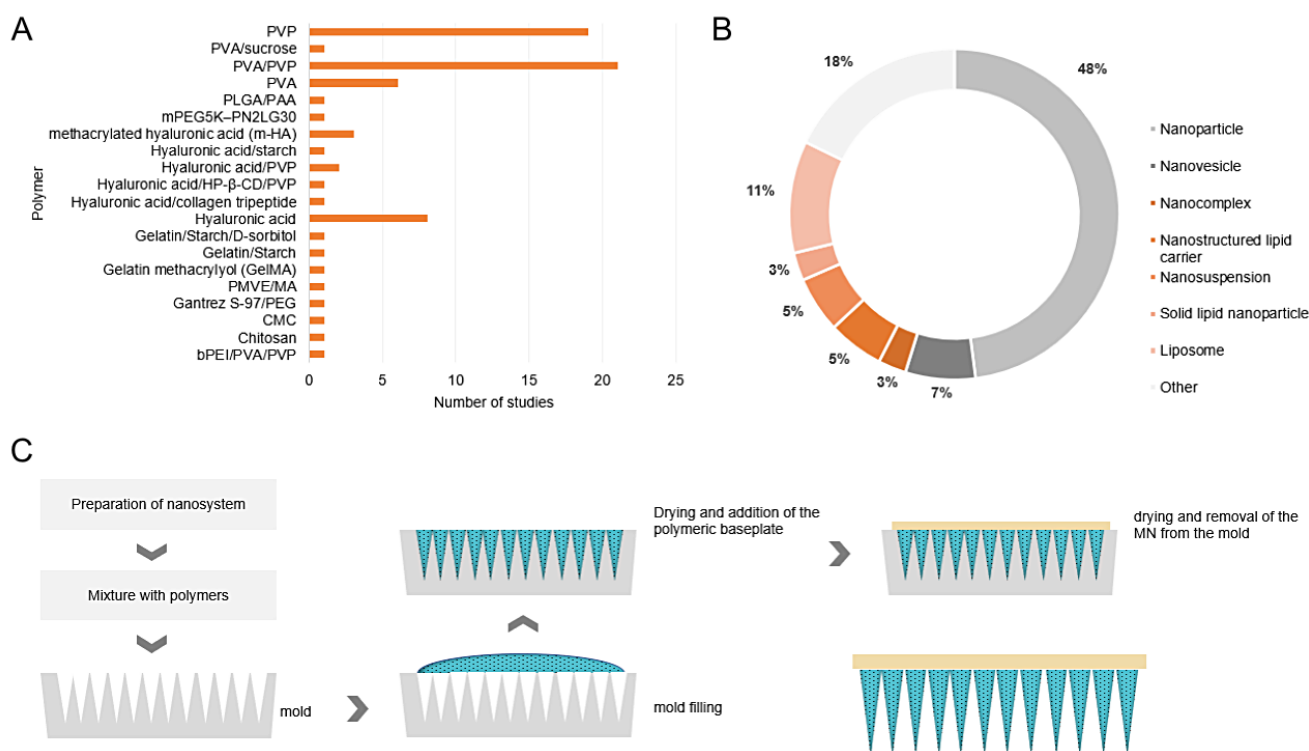 A
PVP
PVA/sucrose
PVA/PVP
PVA
PLGA/PAA
mPEG5K–PN2LG30
methacrylated hyaluronic acid (m-HA)
Hyaluronic acid/starch
Hyaluronic acid/PVP
Hyaluronic acid/HP-β-CD/PVP
Hyaluronic acid/collagen tripeptide
Hyaluronic acid
Gelatin/Starch/D-sorbitol
Gelatin/Starch
Gelatin methacrylyol (GelMA)
PMVE/MA
Gantrez S-97/PEG
CMC
Chitosan
bPEI/PVA/PVP
Polymer
0 5 10 15 20 25
Number of studies
B
48%
7%
3%
5%
5%
3%
11%
18%
Nanoparticle
Nanovesicle
Nanocomplex
Nanostructured lipid
carrier
Nanosuspension
Solid lipid nanoparticle
Liposome
Other
C
Preparation of nanosystem
Mixture with polymers
mold
mold filling
Drying and addition of the
polymeric baseplate
drying and removal of the
MN from the mold